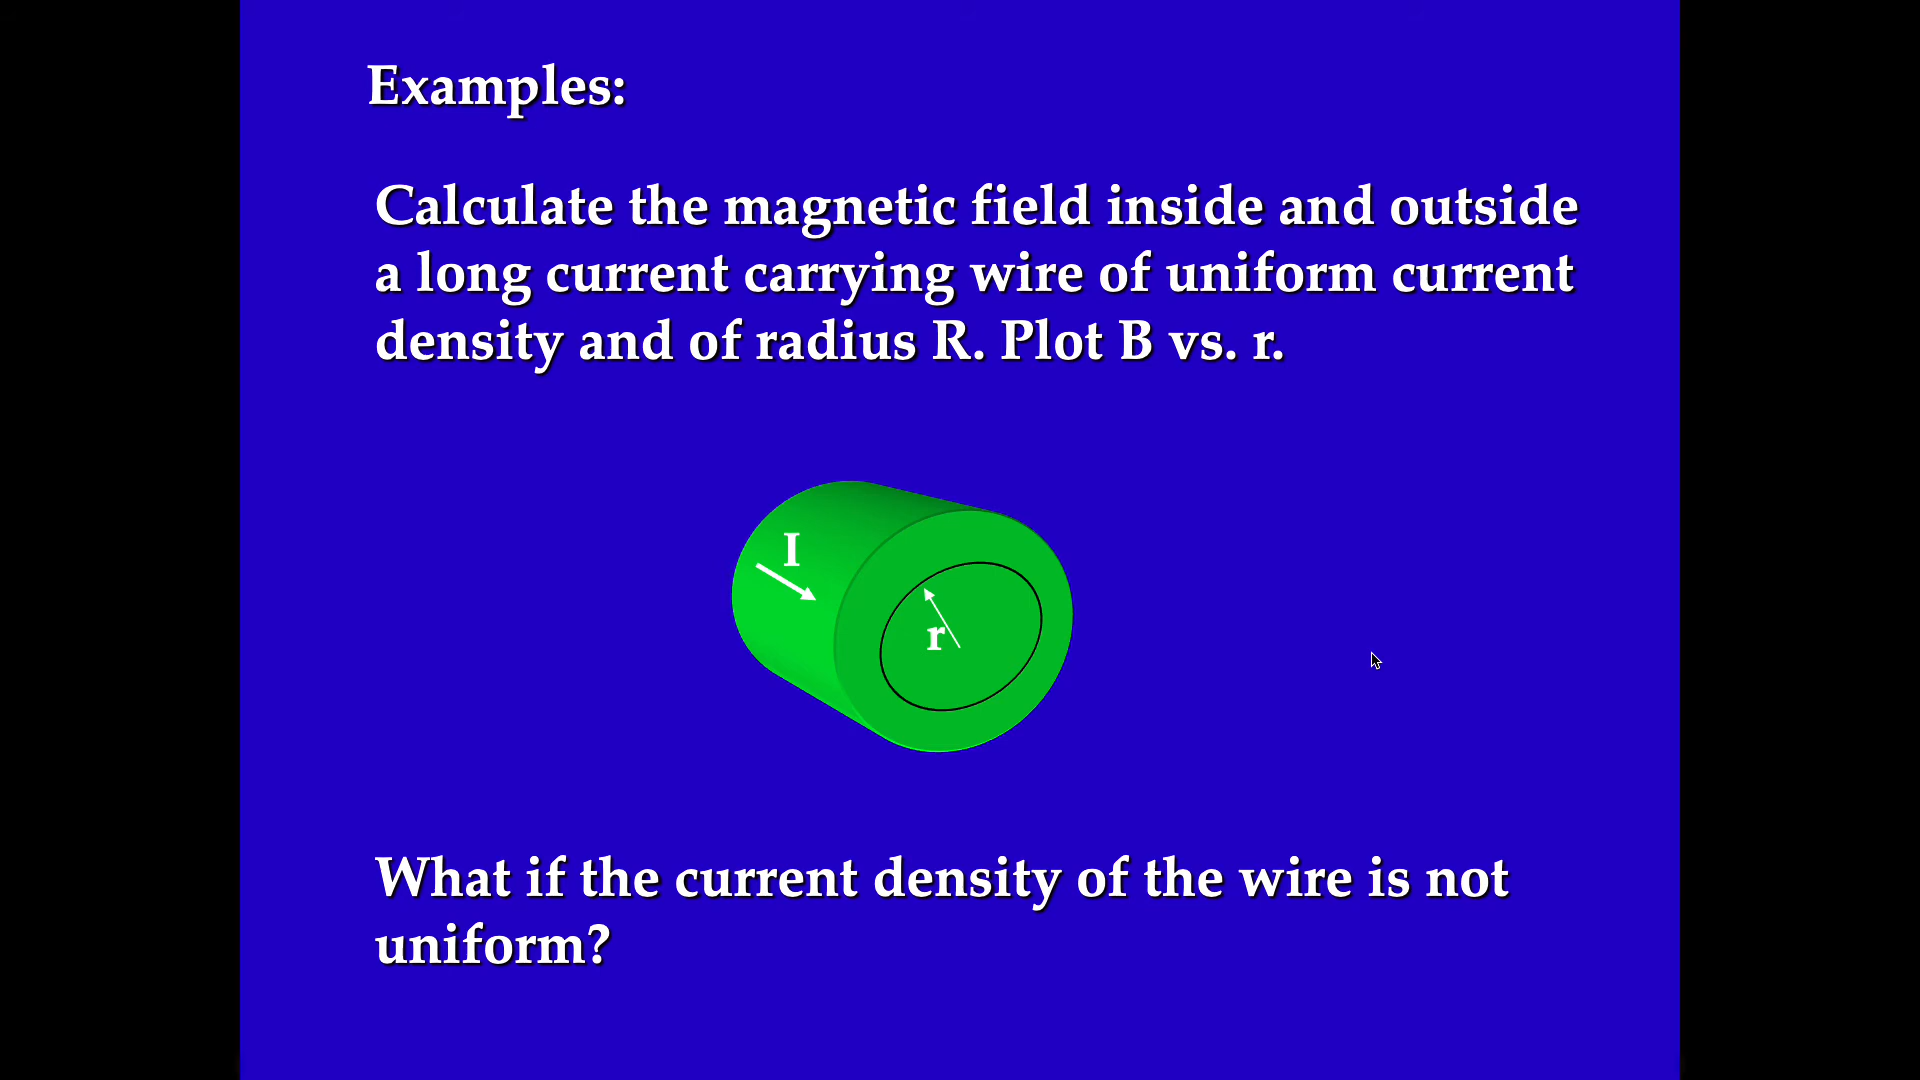 Examples:
Calculate the magnetic field inside and outside
a long current carrying wire of uniform current
density and of radius R. Plot B vs. r.
I
r
What if the current density of the wire is not
uniform?